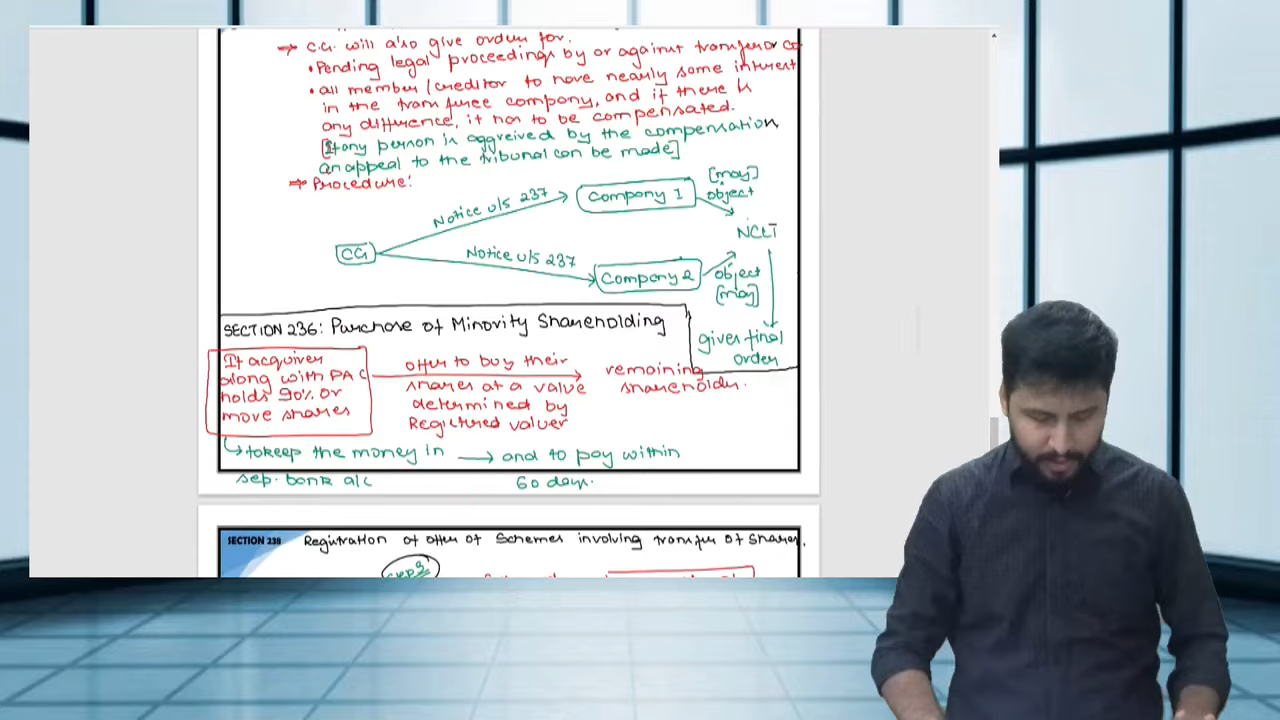 → C.G. will also give orders for.
• Pending legal proceedings by or against transferor co
• all member/creditor to have nearly same interest
in the transferee company, and if there is
any difference, it has to be compensated.
[If any person is aggreived by the compensation
an appeal to the tribunal can be made]
→ Procedure:
CG
Notice u/s 237
Company 1
[may]
object
NCLT
Notice u/s 237
Company 2
object
[may]
gives final
order
SECTION 236: Purchase of Minority Shareholding
If acquirer
along with PAC
holds 90% or
more shares
offer to buy their
shares at a value
determined by
Registered valuer
remaining
shareholder.
to keep the money in → and to pay within
sep. bank a/c 60 days.
SECTION 238 Registration of offer of Schemes involving transfer of shares.